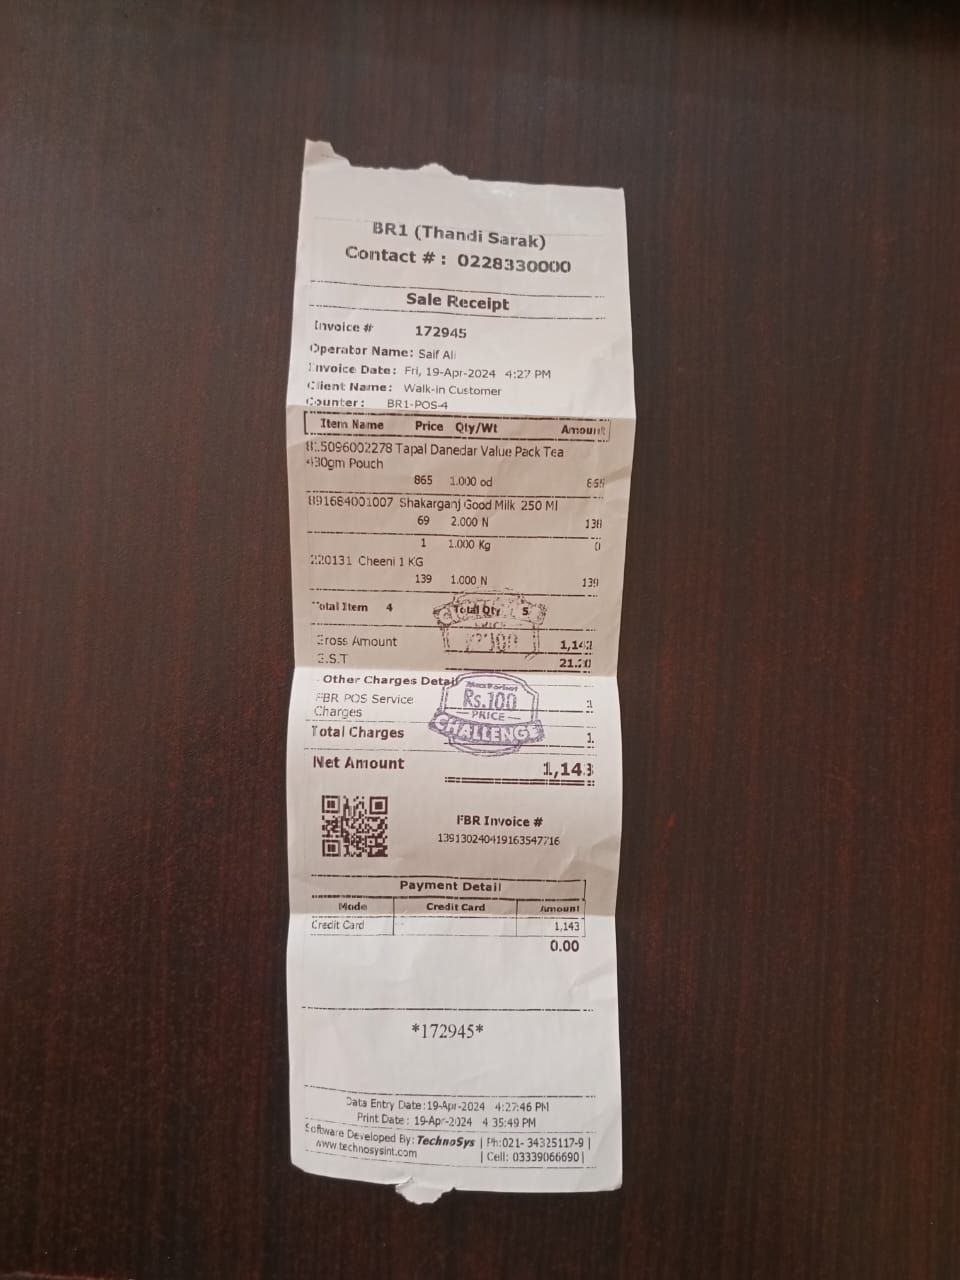 BR1 (Thandi Sarak)
Contact # : 0228330000
Sale Receipt
Invoice # 172945
Operator Name: Saif Ali
Invoice Date: Fri, 19-Apr-2024 4:27 PM
Client Name: Walk-in Customer
Counter: BR1-POS-4
Item Name Price Qty/Wt Amount
5096002278 Tapal Danedar Value Pack Tea
430gm Pouch
865 1.000 od 865
891684001007 Shakarganj Good Milk 250 Ml
69 2.000 N 138
1 1.000 Kg 0
220131 Cheeni 1 KG
139 1.000 N 139
Total Item 4 Total Qty 5
Gross Amount 1,142
G.S.T
Other Charges Detail
FBR POS Service 1
Charges
Rs.100
PRICE
CHALLENGE
Total Charges 1.
Net Amount 1,143
FBR Invoice #
139130240419163547716
Payment Detail
Mode Credit Card Amount
Credit Card 1,143
0.00
*172945*
Data Entry Date :19-Apr-2024 4:27:46 PM
Print Date : 19-Apr-2024 4 35:49 PM
Software Developed By: TechnoSys | Ph:021- 34325117-9 |
www.technosysint.com | Cell: 03339066690 |